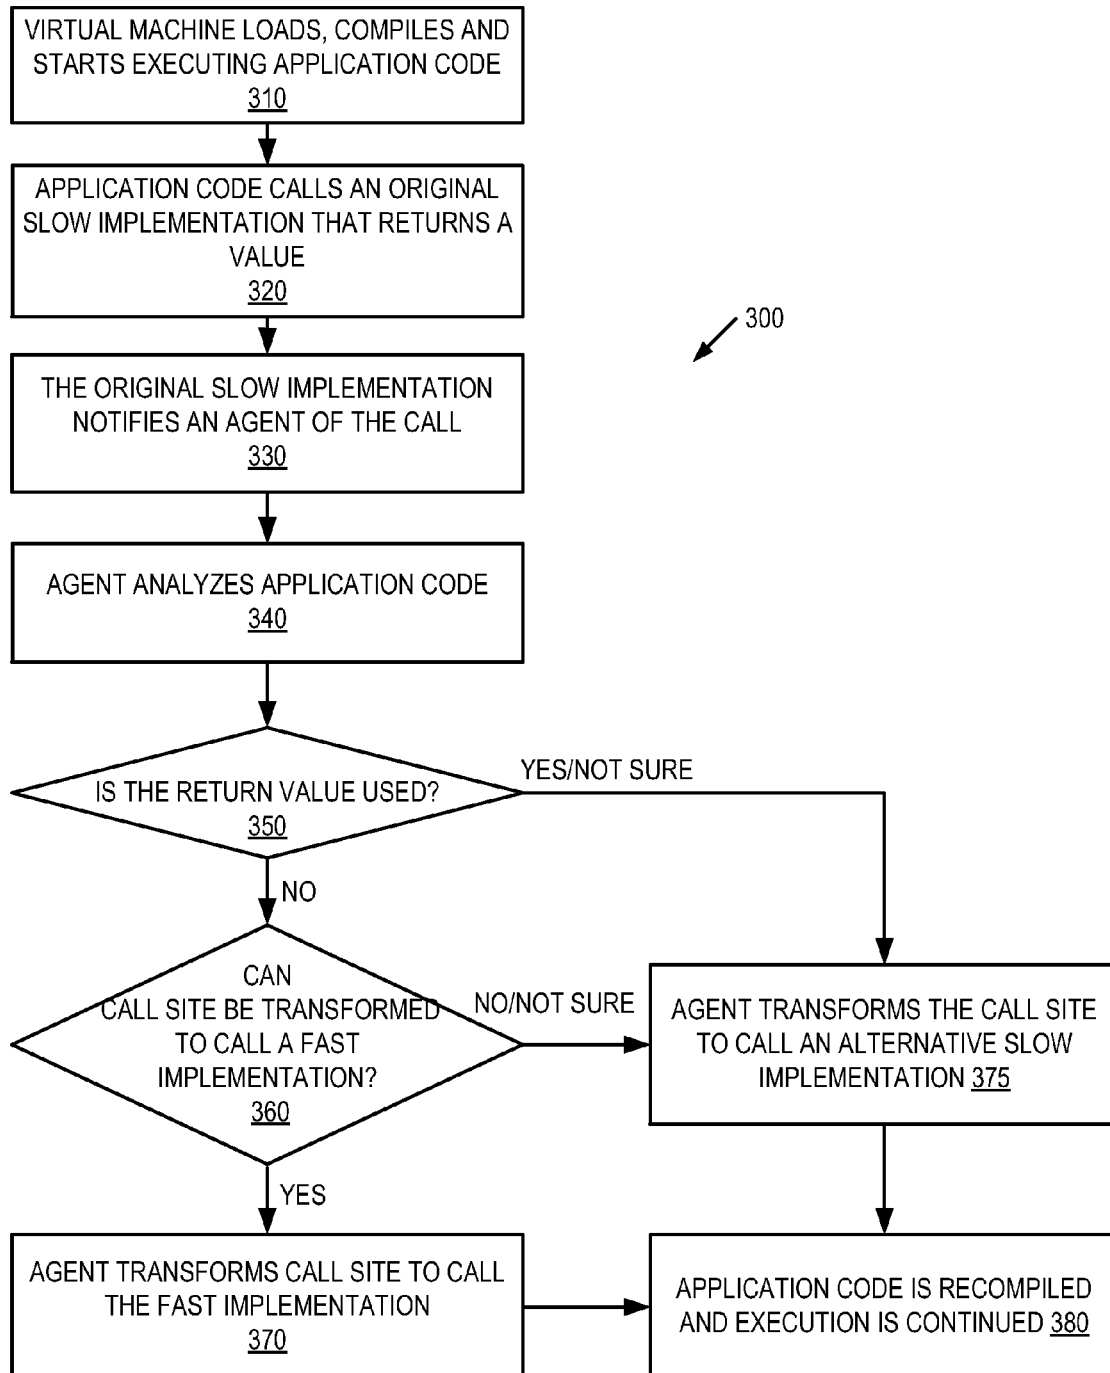 VIRTUAL MACHINE LOADS, COMPILES AND
STARTS EXECUTING APPLICATION CODE
310
APPLICATION CODE CALLS AN ORIGINAL
SLOW IMPLEMENTATION THAT RETURNS A
VALUE
320
300
THE ORIGINAL SLOW IMPLEMENTATION
NOTIFIES AN AGENT OF THE CALL
330
AGENT ANALYZES APPLICATION CODE
340
YES/NOT SURE
IS THE RETURN VALUE USED?
350
NO
CAN
CALL SITE BE TRANSFORMED
TO CALL A FAST
IMPLEMENTATION?
360
NO/NOT SURE
AGENT TRANSFORMS THE CALL SITE
TO CALL AN ALTERNATIVE SLOW
IMPLEMENTATION 375
YES
AGENT TRANSFORMS CALL SITE TO CALL
THE FAST IMPLEMENTATION
370
APPLICATION CODE IS RECOMPILED
AND EXECUTION IS CONTINUED 380